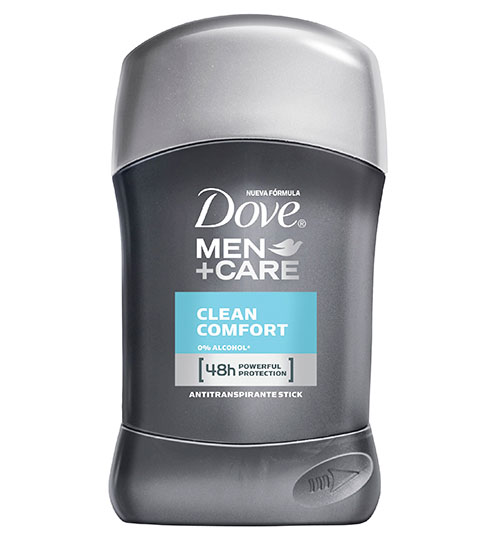 NUEVA FÓRMULA
Dove®
MEN
+CARE
CLEAN
COMFORT
0% ALCOHOL*
[48h POWERFUL
PROTECTION]
ANTITRANSPIRANTE STICK